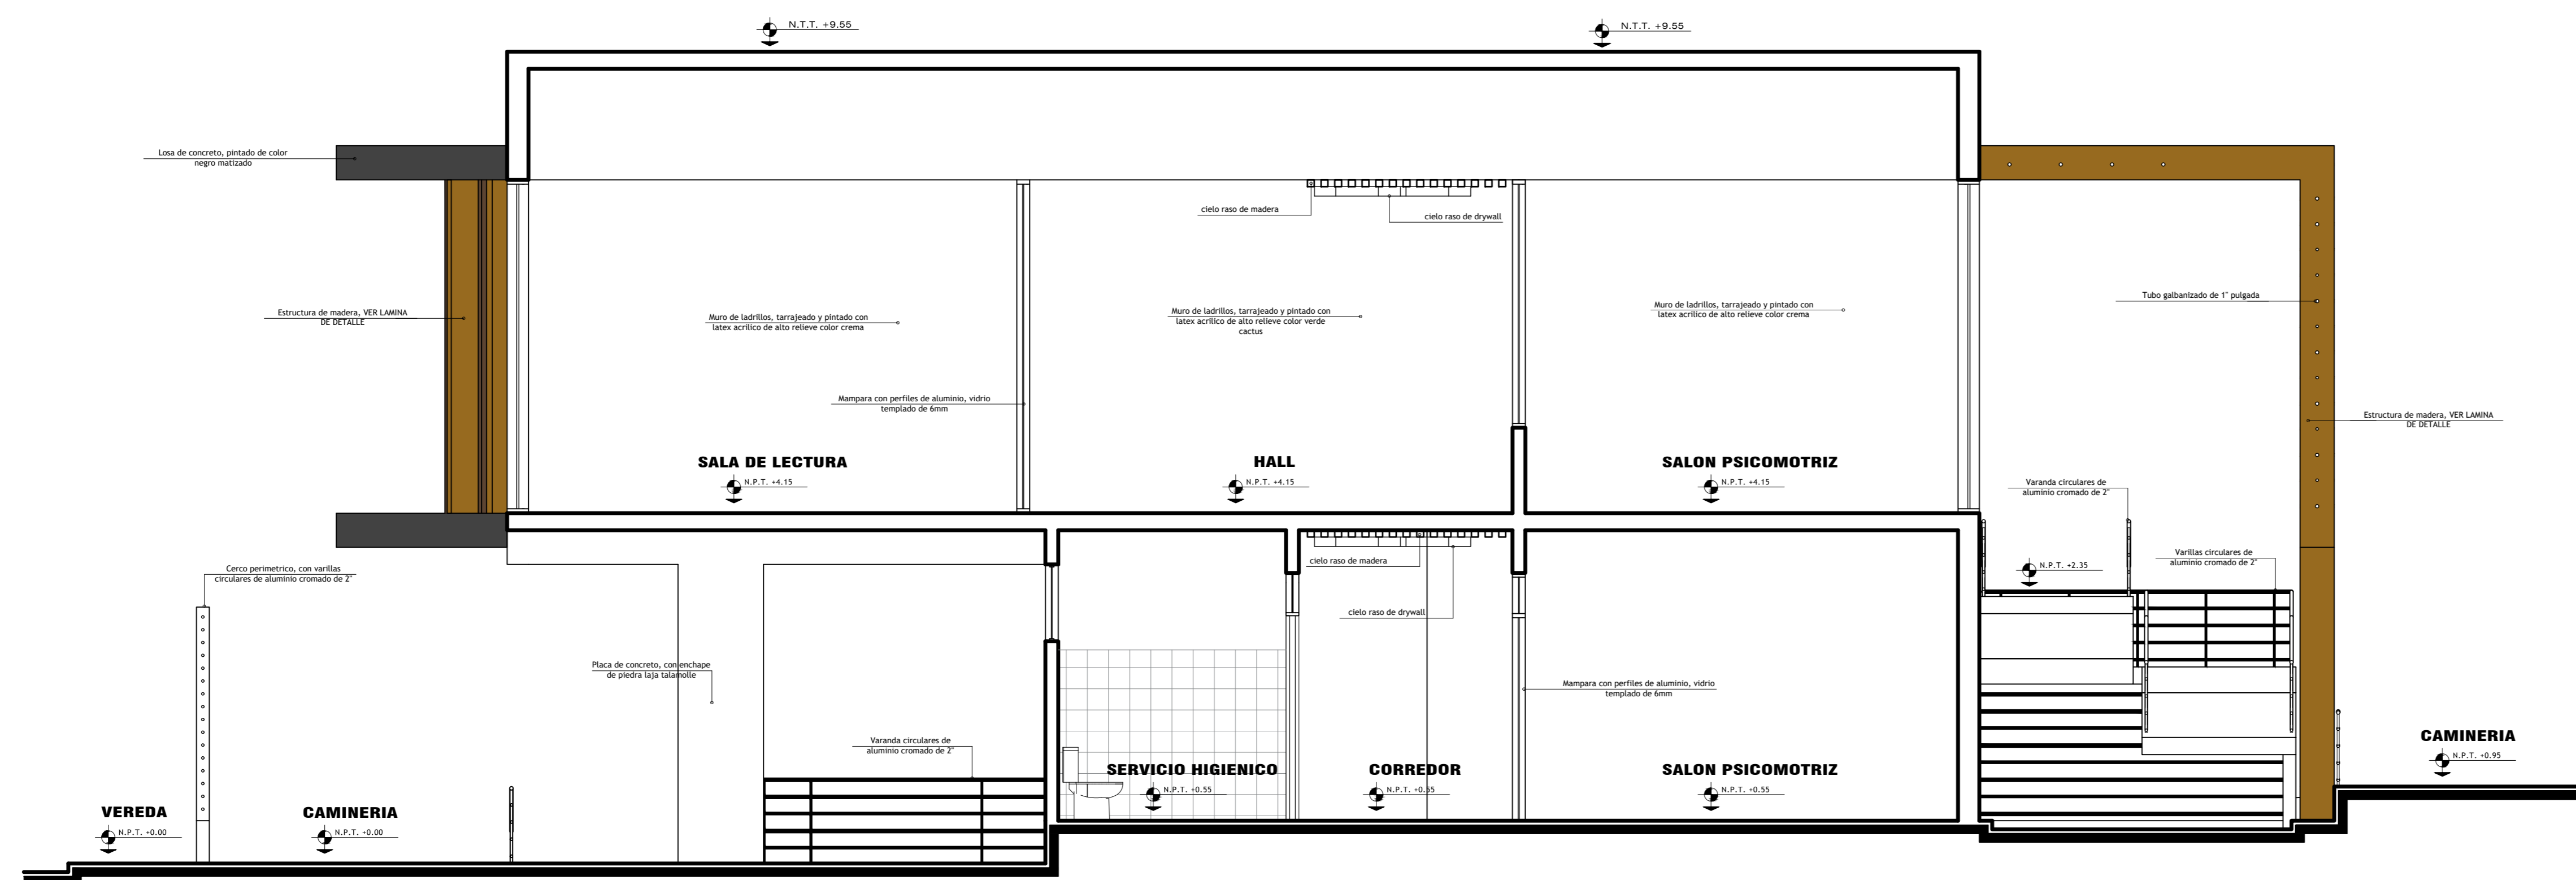 N.T.T. +9.55
N.T.T. +9.55
Losa de concreto, pintado de color
negro matizado
cielo raso de madera
cielo raso de drywall
Estructura de madera, VER LAMINA
DE DETALLE
Muro de ladrillos, tarrajeado y pintado con
latex acrilico de alto relieve color crema
Muro de ladrillos, tarrajeado y pintado con
latex acrilico de alto relieve color verde
cactus
Muro de ladrillos, tarrajeado y pintado con
latex acrilico de alto relieve color crema
Tubo galbanizado de 1" pulgada
Mampara con perfiles de aluminio, vidrio
templado de 6mm
Estructura de madera, VER LAMINA
DE DETALLE
SALA DE LECTURA
N.P.T. +4.15
HALL
N.P.T. +4.15
SALON PSICOMOTRIZ
N.P.T. +4.15
Varanda circulares de
aluminio cromado de 2"
Cerco perimetrico, con varillas
circulares de aluminio cromado de 2"
cielo raso de madera
cielo raso de drywall
N.P.T. +2.35
Varillas circulares de
aluminio cromado de 2"
Placa de concreto, con enchape
de piedra laja talamolle
Mampara con perfiles de aluminio, vidrio
templado de 6mm
Varanda circulares de
aluminio cromado de 2"
CAMINERIA
N.P.T. +0.95
SERVICIO HIGIENICO
N.P.T. +0.55
CORREDOR
N.P.T. +0.55
SALON PSICOMOTRIZ
N.P.T. +0.55
VEREDA
N.P.T. +0.00
CAMINERIA
N.P.T. +0.00